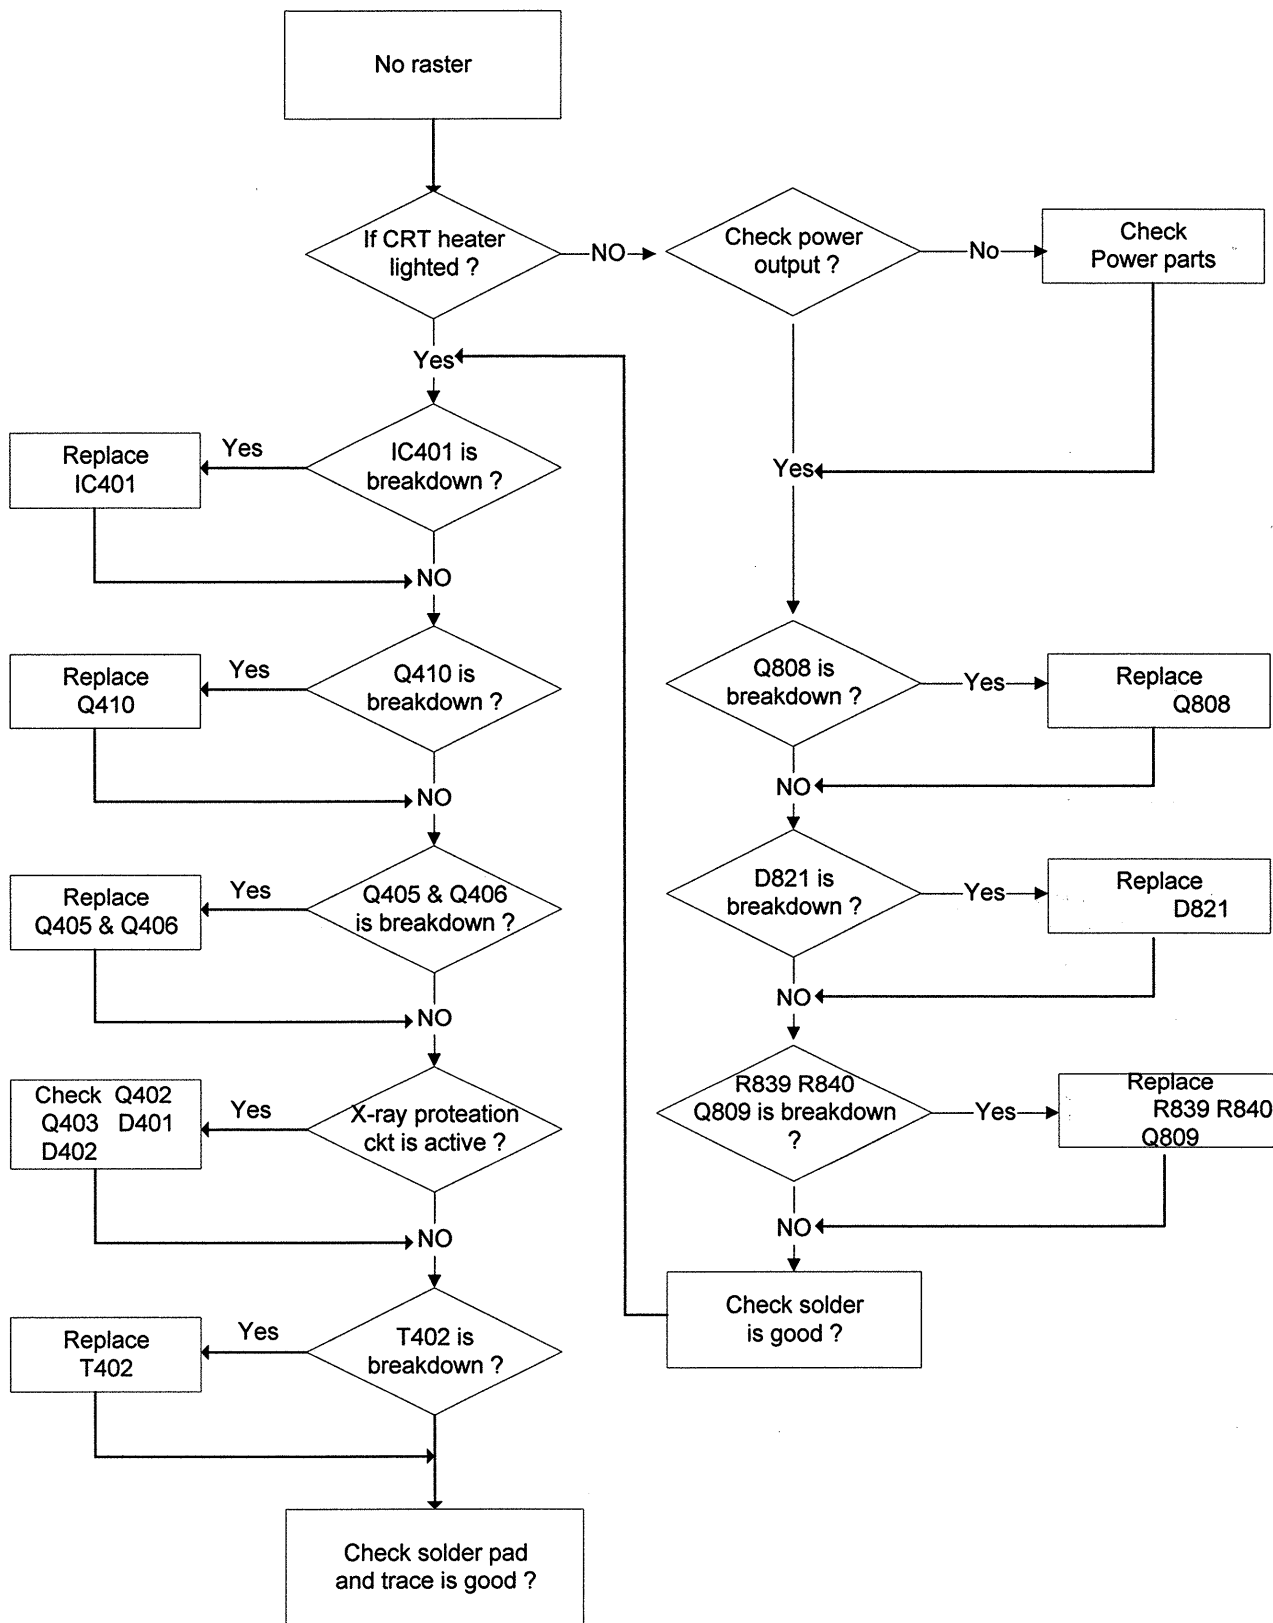 No raster
If CRT heater
lighted ?
NO
Check power
output ?
No
Check
Power parts
Yes
IC401 is
breakdown ?
Yes
Replace
IC401
NO
Yes
Q410 is
breakdown ?
Yes
Replace
Q410
NO
Q808 is
breakdown ?
Yes
Replace
Q808
NO
Q405 & Q406
is breakdown ?
Yes
Replace
Q405 & Q406
NO
D821 is
breakdown ?
Yes
Replace
D821
NO
X-ray proteation
ckt is active ?
Yes
Check Q402
Q403 D401
D402
NO
R839 R840
Q809 is breakdown
?
Yes
Replace
R839 R840
Q809
NO
T402 is
breakdown ?
Yes
Replace
T402
Check solder
is good ?
Check solder pad
and trace is good ?